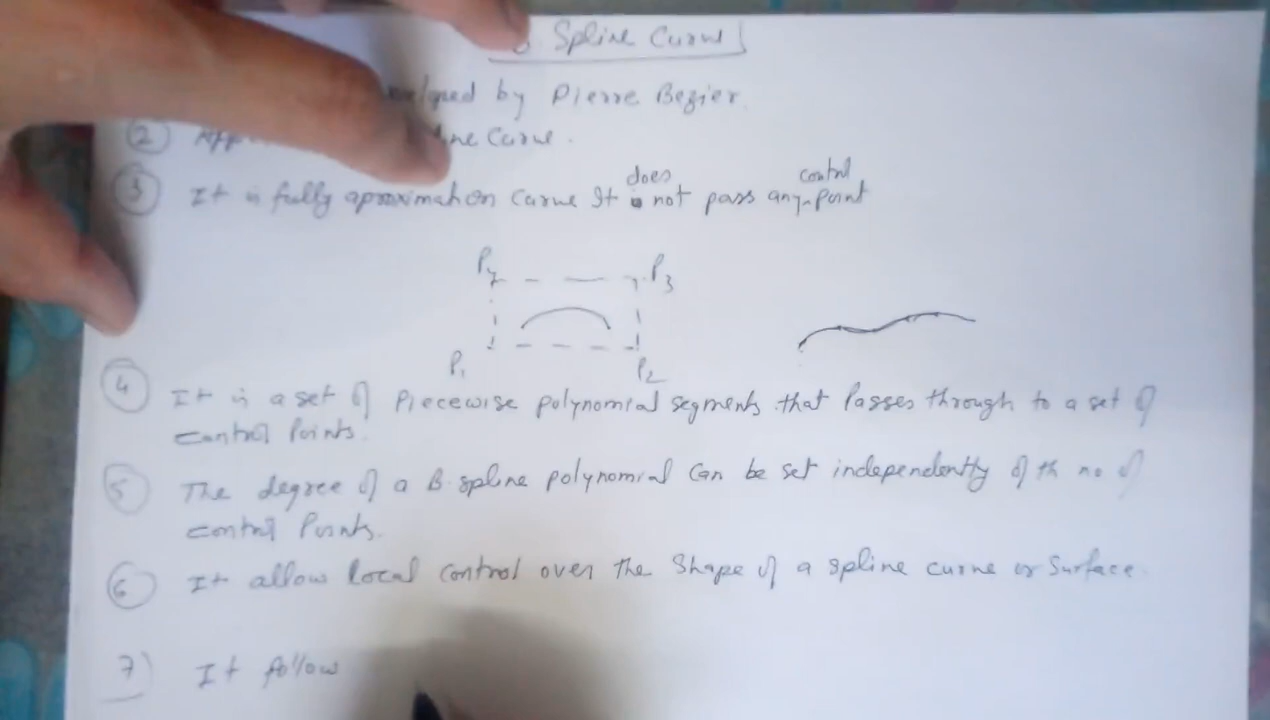 Spline Curve
by Pierre Bezier.
2 Curve.
does control
3 It is fully aproximation Curve It not pass any point
P4 P3
P1 P2
4 It is a set of Piecewise polynomial segments that Passes through to a set of
control Points.
5 The degree of a B.spline polynomial can be set independently of th no of
control Points.
6 It allow local control over the Shape of a spline curve or Surface
7) It follow